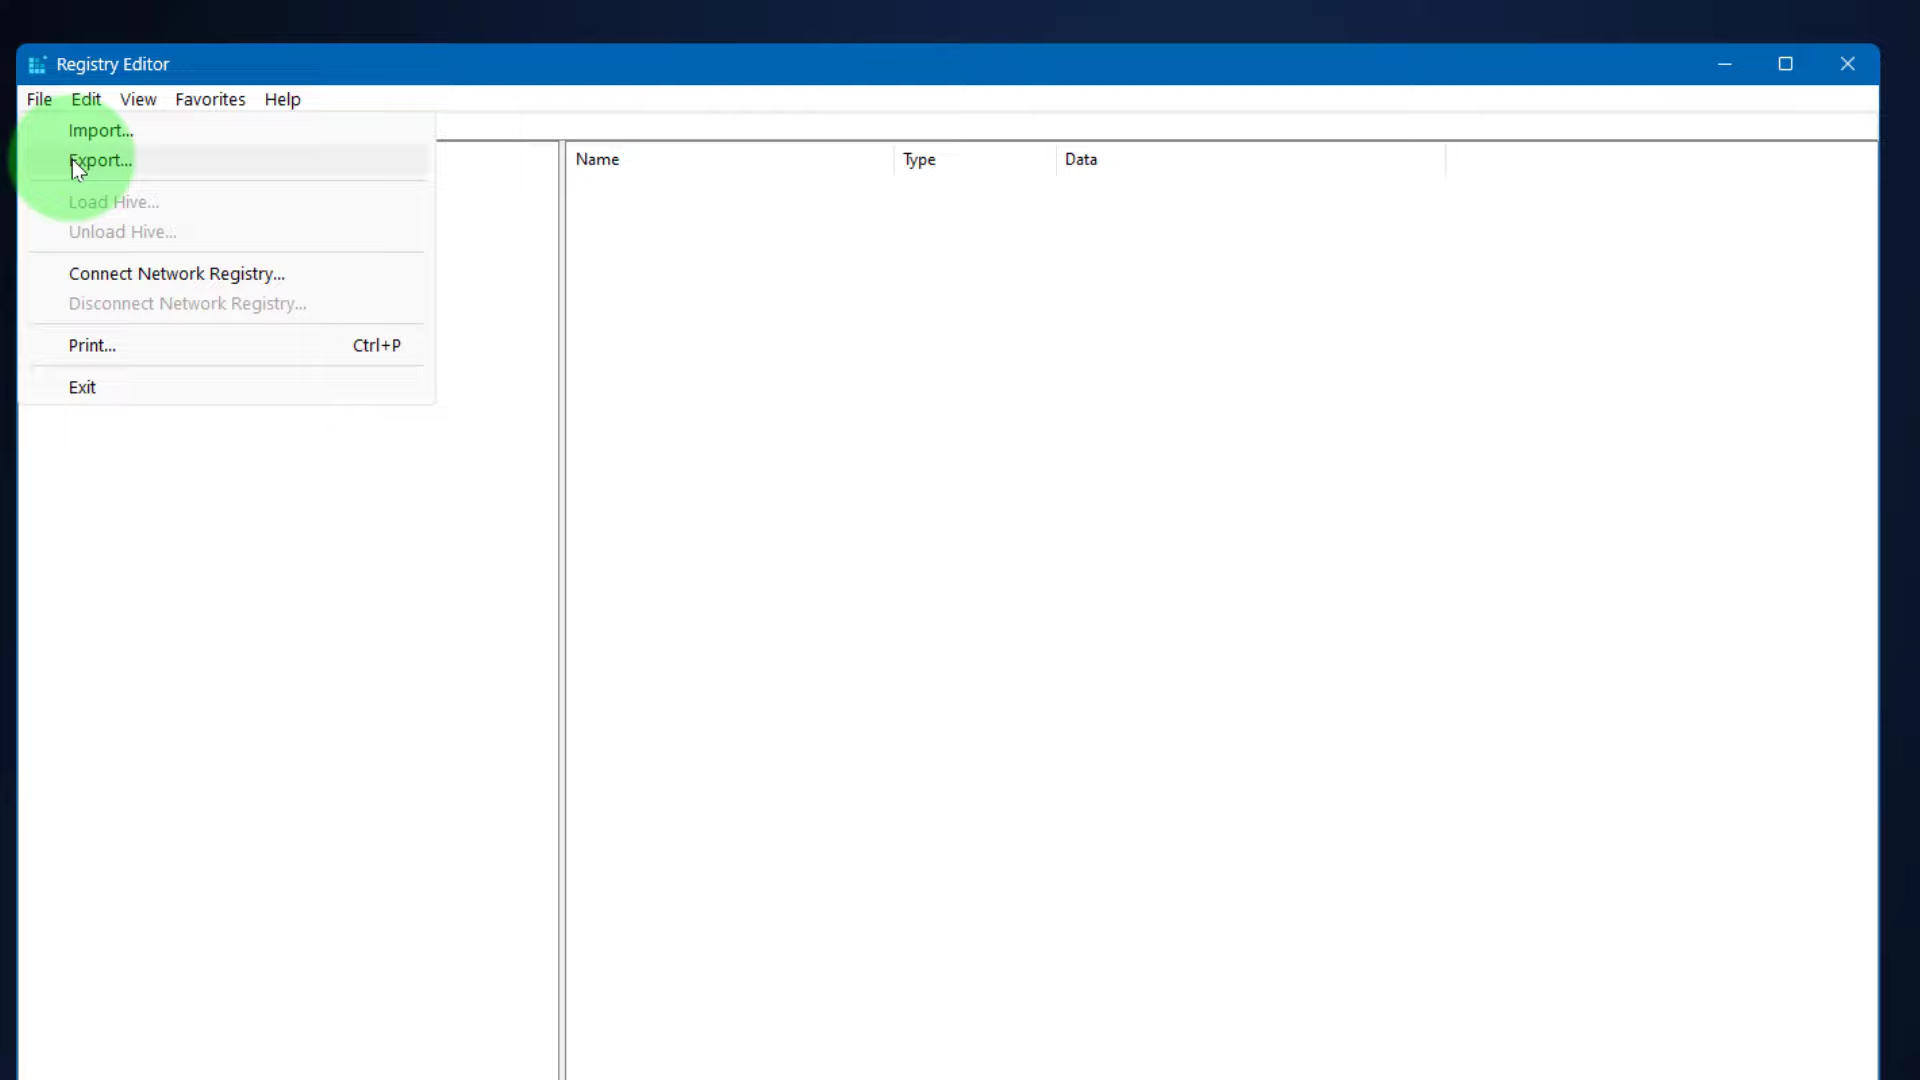 Registry Editor
File Edit View Favorites Help
Import...
Export...
Load Hive...
Unload Hive...
Connect Network Registry...
Disconnect Network Registry...
Print... Ctrl+P
Exit
Name Type Data